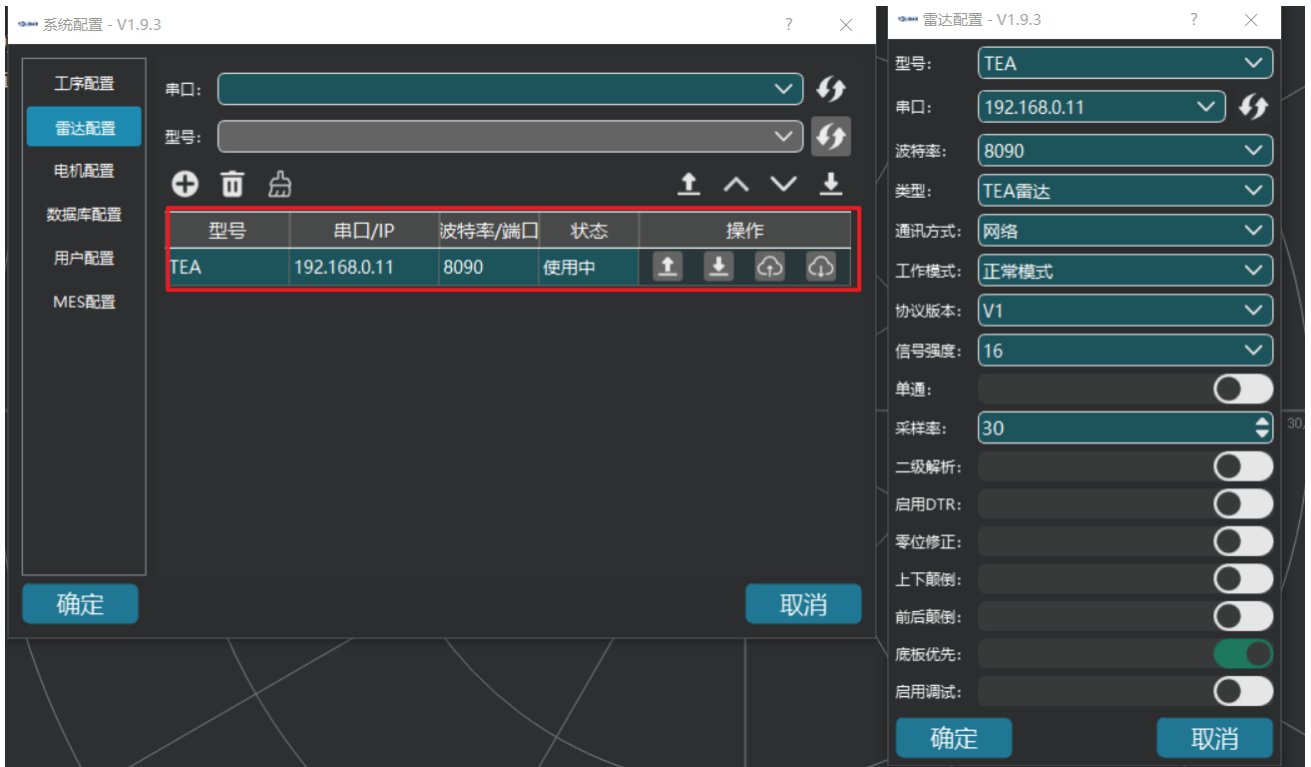 系统配置 - V1.9.3
?
工序配置
雷达配置
电机配置
数据库配置
用户配置
MES配置
串口:
型号:
型号 串口/IP 波特率/端口 状态 操作
TEA 192.168.0.11 8090 使用中
确定 取消
雷达配置 - V1.9.3
?
型号: TEA
串口: 192.168.0.11
波特率: 8090
类型: TEA雷达
通讯方式: 网络
工作模式: 正常模式
协议版本: V1
信号强度: 16
单通:
采样率: 30
二级解析:
启用DTR:
零位修正:
上下颠倒:
前后颠倒:
底板优先:
启用调试:
确定 取消